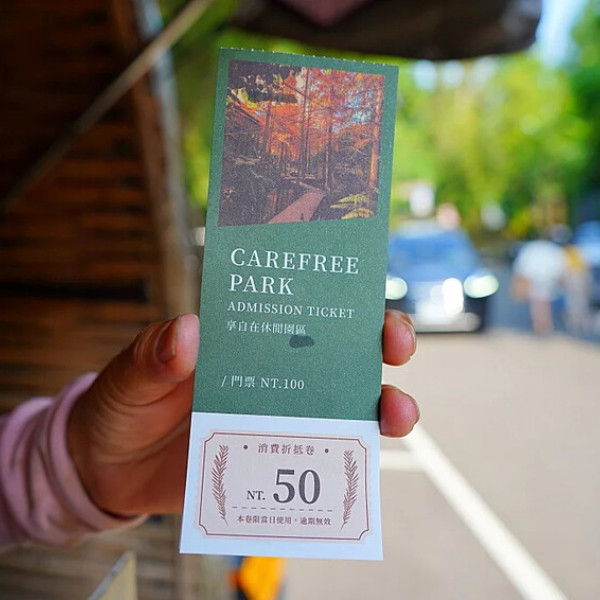 CAREFREE
PARK
ADMISSION TICKET
享自在休閒園區
/ 門票 NT.100
• 消費折抵卷 •
NT. 50
本卷限當日使用，逾期無效